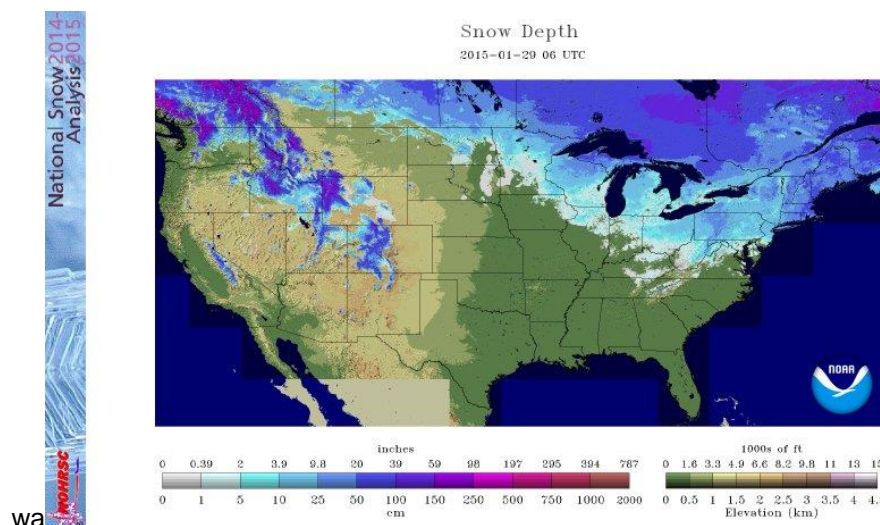 National Snow 2014-
Analysis 2015
NOHRSC
wa
Snow Depth
2015-01-29 06 UTC
NOAA
inches
0 0.39 2 3.9 9.8 20 39 59 98 197 295 394 787
0 1 5 10 25 50 100 150 250 500 750 1000 2000
cm
1000s of ft
0 1.6 3.3 4.9 6.6 8.2 9.8 11 13 15
0 0.5 1 1.5 2 2.5 3 3.5 4
Elevation (km)